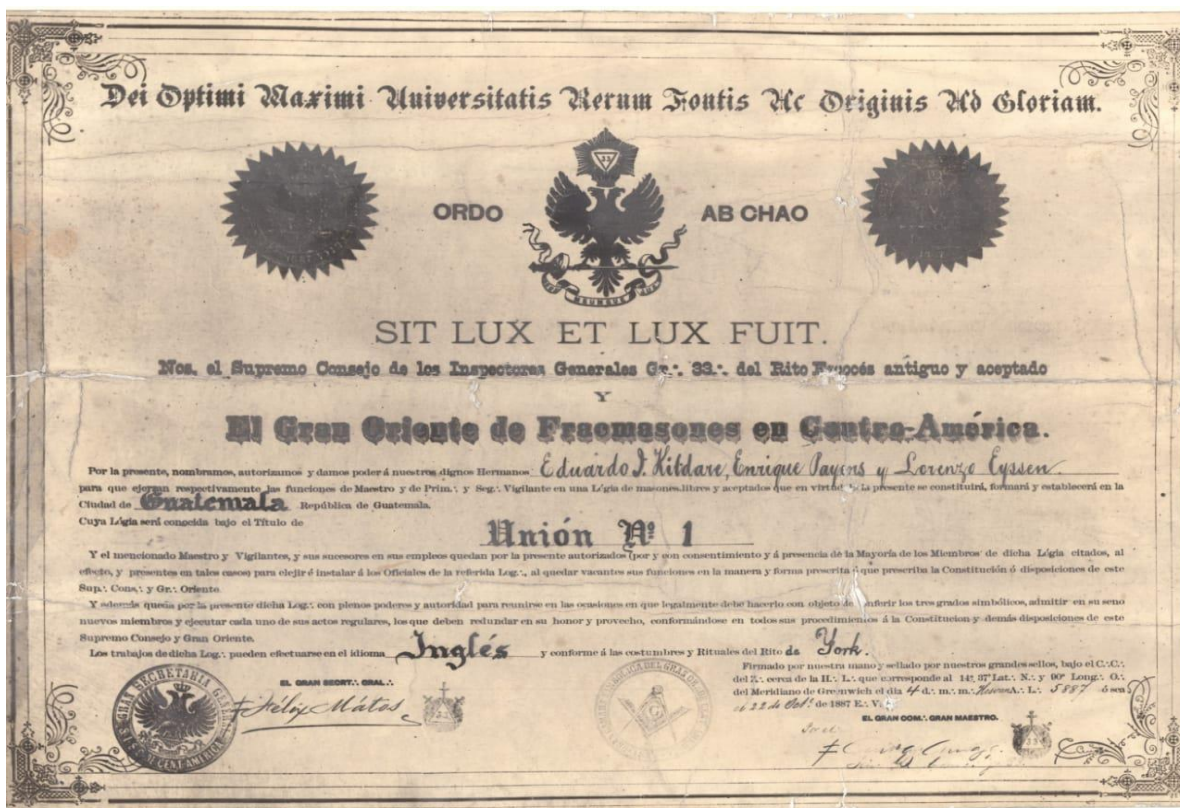 Dei Optimi Maximi Universitatis Rerum Fontis Ac Originis Ad Gloriam.
ORDO AB CHAO
33
DEUS MEUMQUE JUS
SIT LUX ET LUX FUIT.
Nos, el Supremo Consejo de los Inspectores Generales Gr∴ 33∴ del Rito Escocés antiguo y aceptado
Y
El Gran Oriente de Fracmasones en Centro-América.
Por la presente, nombramos, autorizamos y damos poder á nuestros dignos Hermanos Eduardo J. Kildare, Enrique Payens y Lorenzo Eyssen
para que ejerzan respectivamente las funciones de Maestro y de Prim∴ y Seg∴ Vigilante en una Lógia de masones libres y aceptados que en virtud de la presente se constituirá, formará y establecerá en la
Ciudad de Guatemala República de Guatemala.
Cuya Lógia será conocida bajo el Título de
Unión Nº 1
Y el mencionado Maestro y Vigilantes, y sus sucesores en sus empleos quedan por la presente autorizados (por y con consentimiento y á presencia de la Mayoría de los Miembros de dicha Lógia citados, al
efecto, y presentes en tales casos) para elejir é instalar á los Oficiales de la referida Log∴, al quedar vacantes sus funciones en la manera y forma prescrita ó que prescriba la Constitución ó disposiciones de este
Sup∴ Cons∴ y Gr∴ Oriente.
Y además queda por la presente dicha Log∴ con plenos poderes y autoridad para reunirse en las ocasiones en que legalmente debe hacerlo con objeto de conferir los tres grados simbólicos, admitir en su seno
nuevos miembros y ejecutar cada uno de sus actos regulares, los que deben redundar en su honor y provecho, conformándose en todos sus procedimientos á la Constitucion y demás disposiciones de este
Supremo Consejo y Gran Oriente.
Los trabajos de dicha Log∴ pueden efectuarse en el idioma Inglés y conforme á las costumbres y Rituales del Rito de York.
Firmado por nuestra mano y sellado por nuestros grandes sellos, bajo el C∴C∴
del Z∴ cerca de la B∴ L∴ que corresponde al 14º 37' Lat∴ N∴ y 90º Long∴ O∴
del Meridiano de Greenwich el dia 4 d∴ m∴ m∴ A∴ L∴ 5887 ó sea
el 22 de Oct∴ de 1887 E∴ V∴
EL GRAN SECRT∴ GRAL∴
Félix Matos
EL GRAN COM∴ GRAN MAESTRO.
GRAN SECRETARIA GENERAL
CENT-AMERICA
G